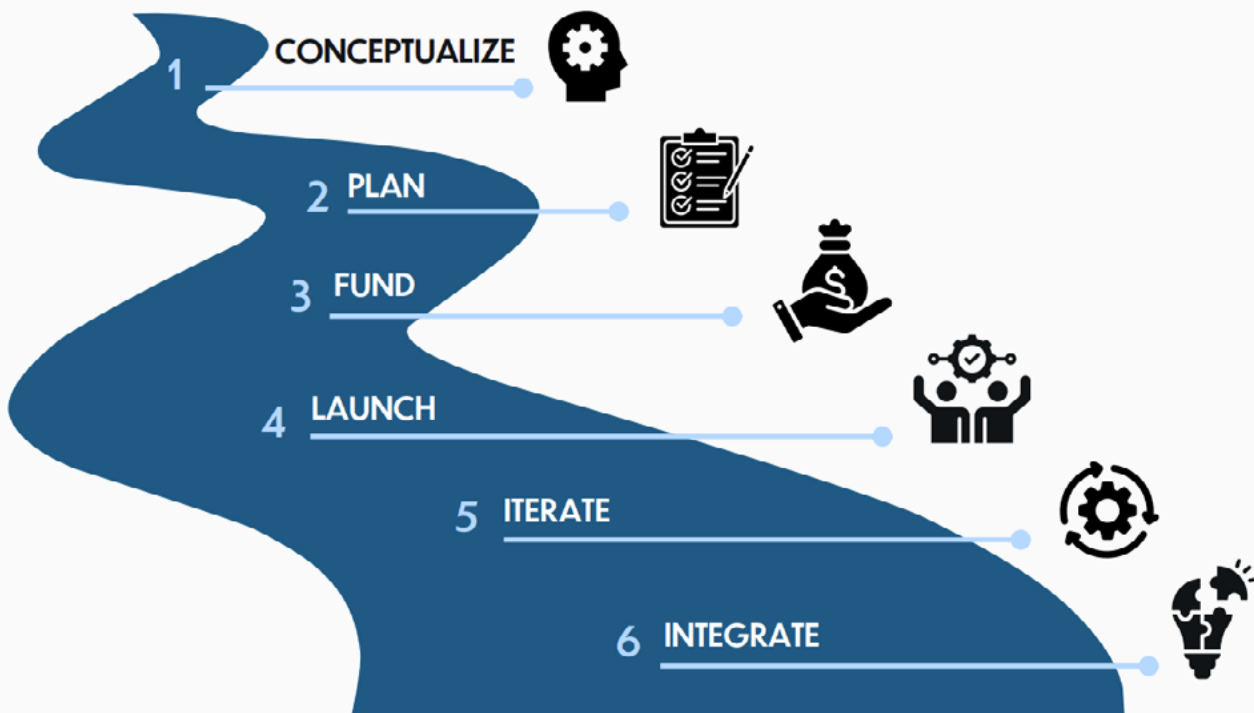 1 CONCEPTUALIZE
2 PLAN
$
3 FUND
4 LAUNCH
5 ITERATE
6 INTEGRATE